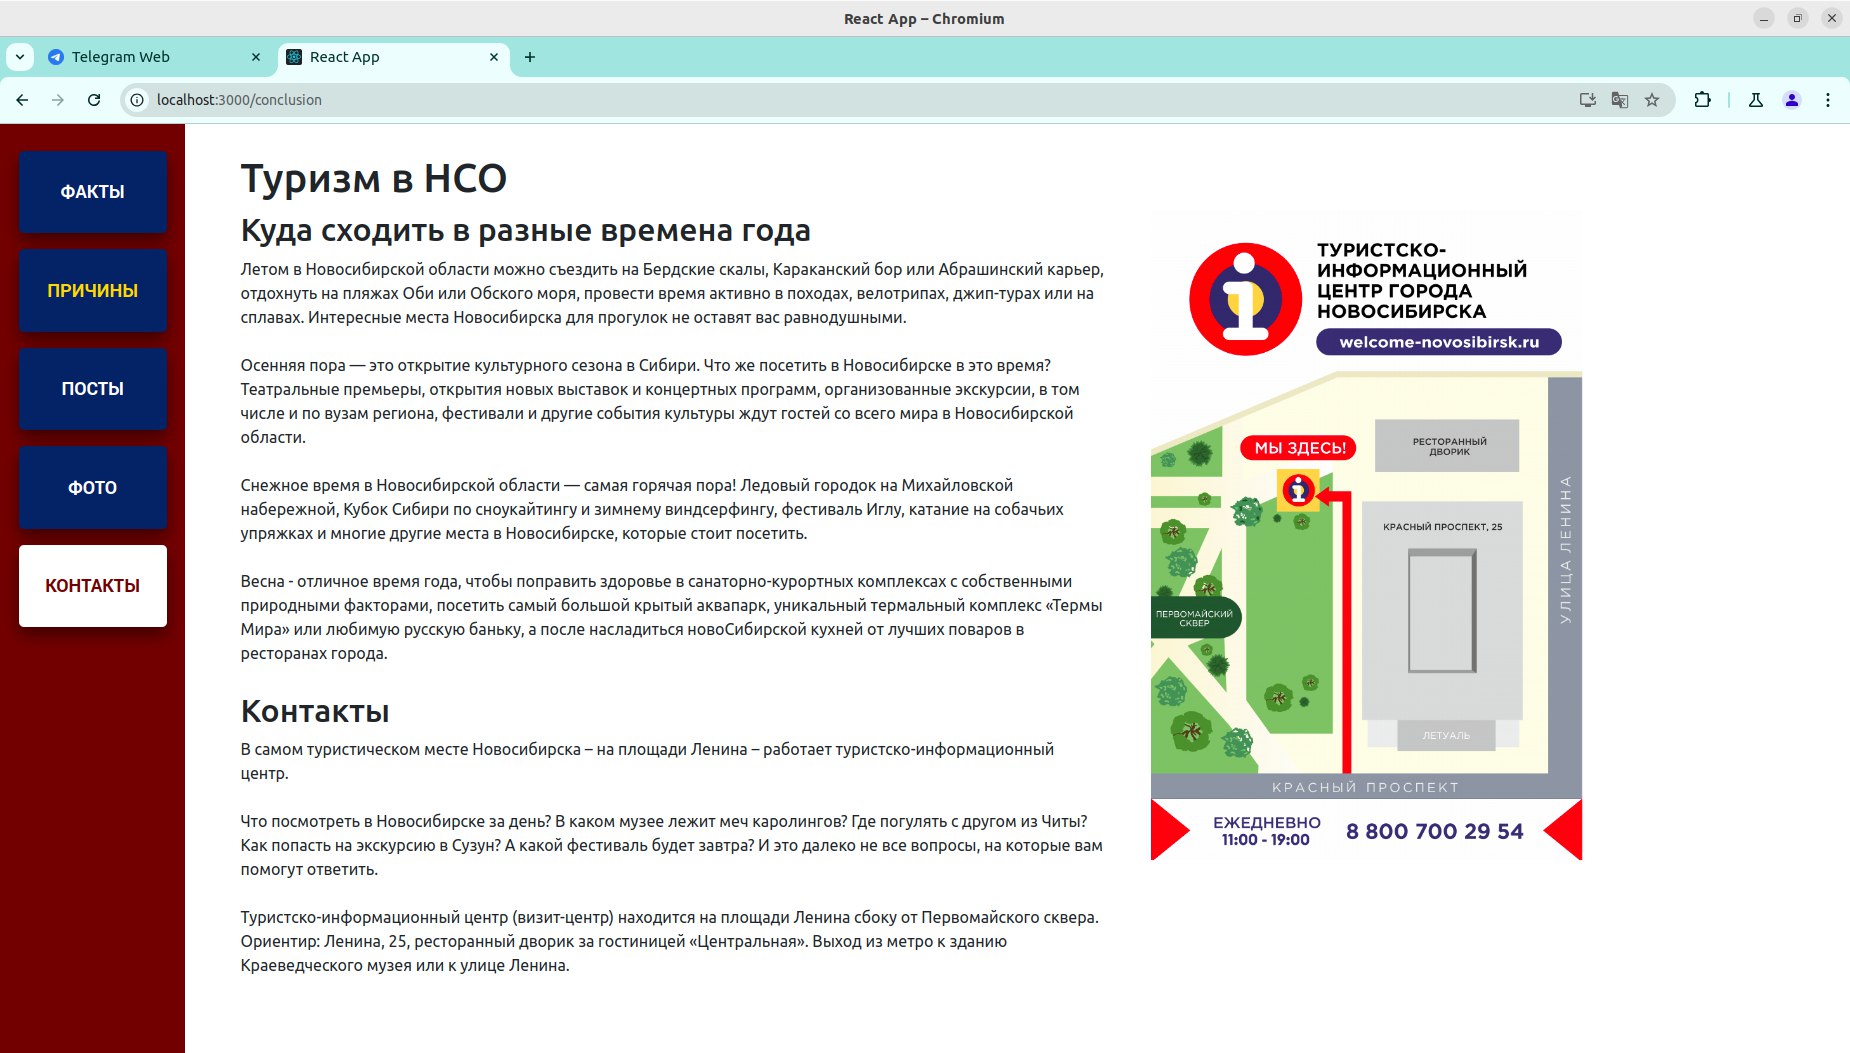 React App – Chromium
Telegram Web
React App
localhost:3000/conclusion
ФАКТЫ
ПРИЧИНЫ
ПОСТЫ
ФОТО
КОНТАКТЫ
Туризм в НСО
Куда сходить в разные времена года
Летом в Новосибирской области можно съездить на Бердские скалы, Караканский бор или Абрашинский карьер,
отдохнуть на пляжах Оби или Обского моря, провести время активно в походах, велотрипах, джип-турах или на
сплавах. Интересные места Новосибирска для прогулок не оставят вас равнодушными.
Осенняя пора — это открытие культурного сезона в Сибири. Что же посетить в Новосибирске в это время?
Театральные премьеры, открытия новых выставок и концертных программ, организованные экскурсии, в том
числе и по вузам региона, фестивали и другие события культуры ждут гостей со всего мира в Новосибирской
области.
Снежное время в Новосибирской области — самая горячая пора! Ледовый городок на Михайловской
набережной, Кубок Сибири по сноукайтингу и зимнему виндсерфингу, фестиваль Иглу, катание на собачьих
упряжках и многие другие места в Новосибирске, которые стоит посетить.
Весна - отличное время года, чтобы поправить здоровье в санаторно-курортных комплексах с собственными
природными факторами, посетить самый большой крытый аквапарк, уникальный термальный комплекс «Термы
Мира» или любимую русскую баньку, а после насладиться новоСибирской кухней от лучших поваров в
ресторанах города.
Контакты
В самом туристическом месте Новосибирска – на площади Ленина – работает туристско-информационный
центр.
Что посмотреть в Новосибирске за день? В каком музее лежит меч каролингов? Где погулять с другом из Читы?
Как попасть на экскурсию в Сузун? А какой фестиваль будет завтра? И это далеко не все вопросы, на которые вам
помогут ответить.
Туристско-информационный центр (визит-центр) находится на площади Ленина сбоку от Первомайского сквера.
Ориентир: Ленина, 25, ресторанный дворик за гостиницей «Центральная». Выход из метро к зданию
Краеведческого музея или к улице Ленина.
ТУРИСТСКО-
ИНФОРМАЦИОННЫЙ
ЦЕНТР ГОРОДА
НОВОСИБИРСКА
welcome-novosibirsk.ru
МЫ ЗДЕСЬ!
РЕСТОРАННЫЙ
ДВОРИК
КРАСНЫЙ ПРОСПЕКТ, 25
УЛИЦА ЛЕНИНА
ПЕРВОМАЙСКИЙ
СКВЕР
ЛЕТУАЛЬ
КРАСНЫЙ ПРОСПЕКТ
ЕЖЕДНЕВНО
11:00 - 19:00
8 800 700 29 54